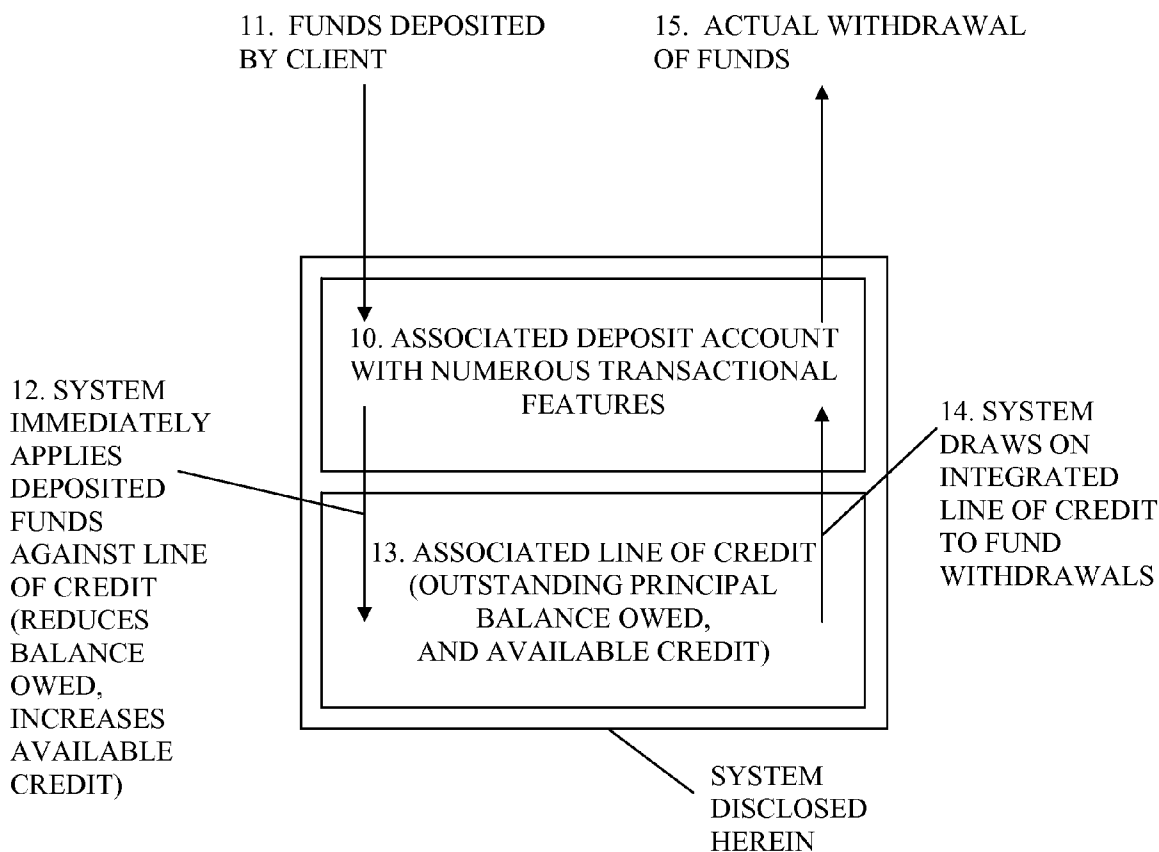 11. FUNDS DEPOSITED
BY CLIENT
15. ACTUAL WITHDRAWAL
OF FUNDS
10. ASSOCIATED DEPOSIT ACCOUNT
WITH NUMEROUS TRANSACTIONAL
FEATURES
12. SYSTEM
IMMEDIATELY
APPLIES
DEPOSITED
FUNDS
AGAINST LINE
OF CREDIT
(REDUCES
BALANCE
OWED,
INCREASES
AVAILABLE
CREDIT)
13. ASSOCIATED LINE OF CREDIT
(OUTSTANDING PRINCIPAL
BALANCE OWED,
AND AVAILABLE CREDIT)
14. SYSTEM
DRAWS ON
INTEGRATED
LINE OF CREDIT
TO FUND
WITHDRAWALS
SYSTEM
DISCLOSED
HEREIN